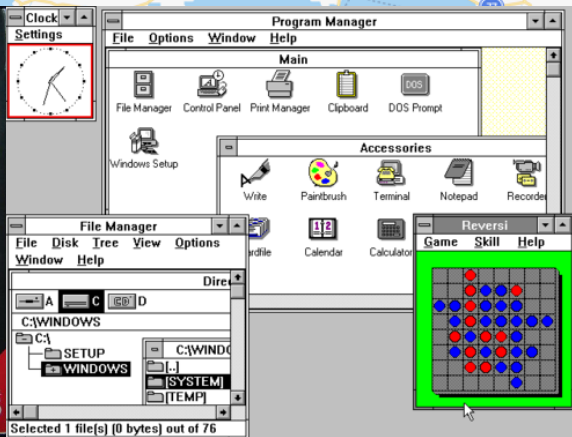 Clock
Settings
Program Manager
File Options Window Help
Main
File Manager
Control Panel
Print Manager
Clipboard
DOS Prompt
DOS
Windows Setup
Accessories
Write
Paintbrush
Terminal
Notepad
Recorder
rdfile
Calendar
Calculator
File Manager
File Disk Tree View Options
Window Help
Direc
A C D
C:\WINDOWS
C:\
SETUP
WINDOWS
C:\WIND
[..]
[SYSTEM]
[TEMP]
Selected 1 file(s) (0 bytes) out of 76
Reversi
Game Skill Help